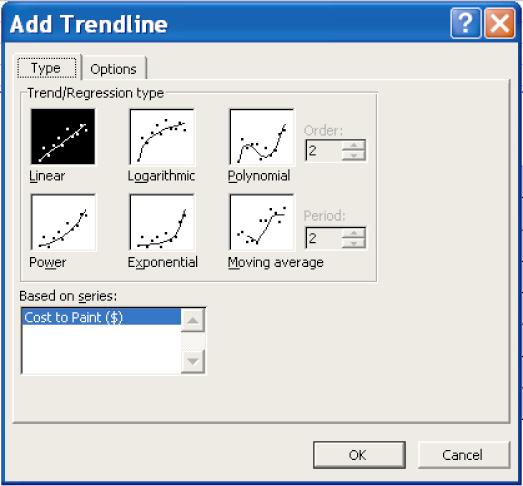 Add Trendline
Type Options
Trend/Regression type
Order:
2
Linear Logarithmic Polynomial
Period:
2
Power Exponential Moving average
Based on series:
Cost to Paint ($)
OK Cancel